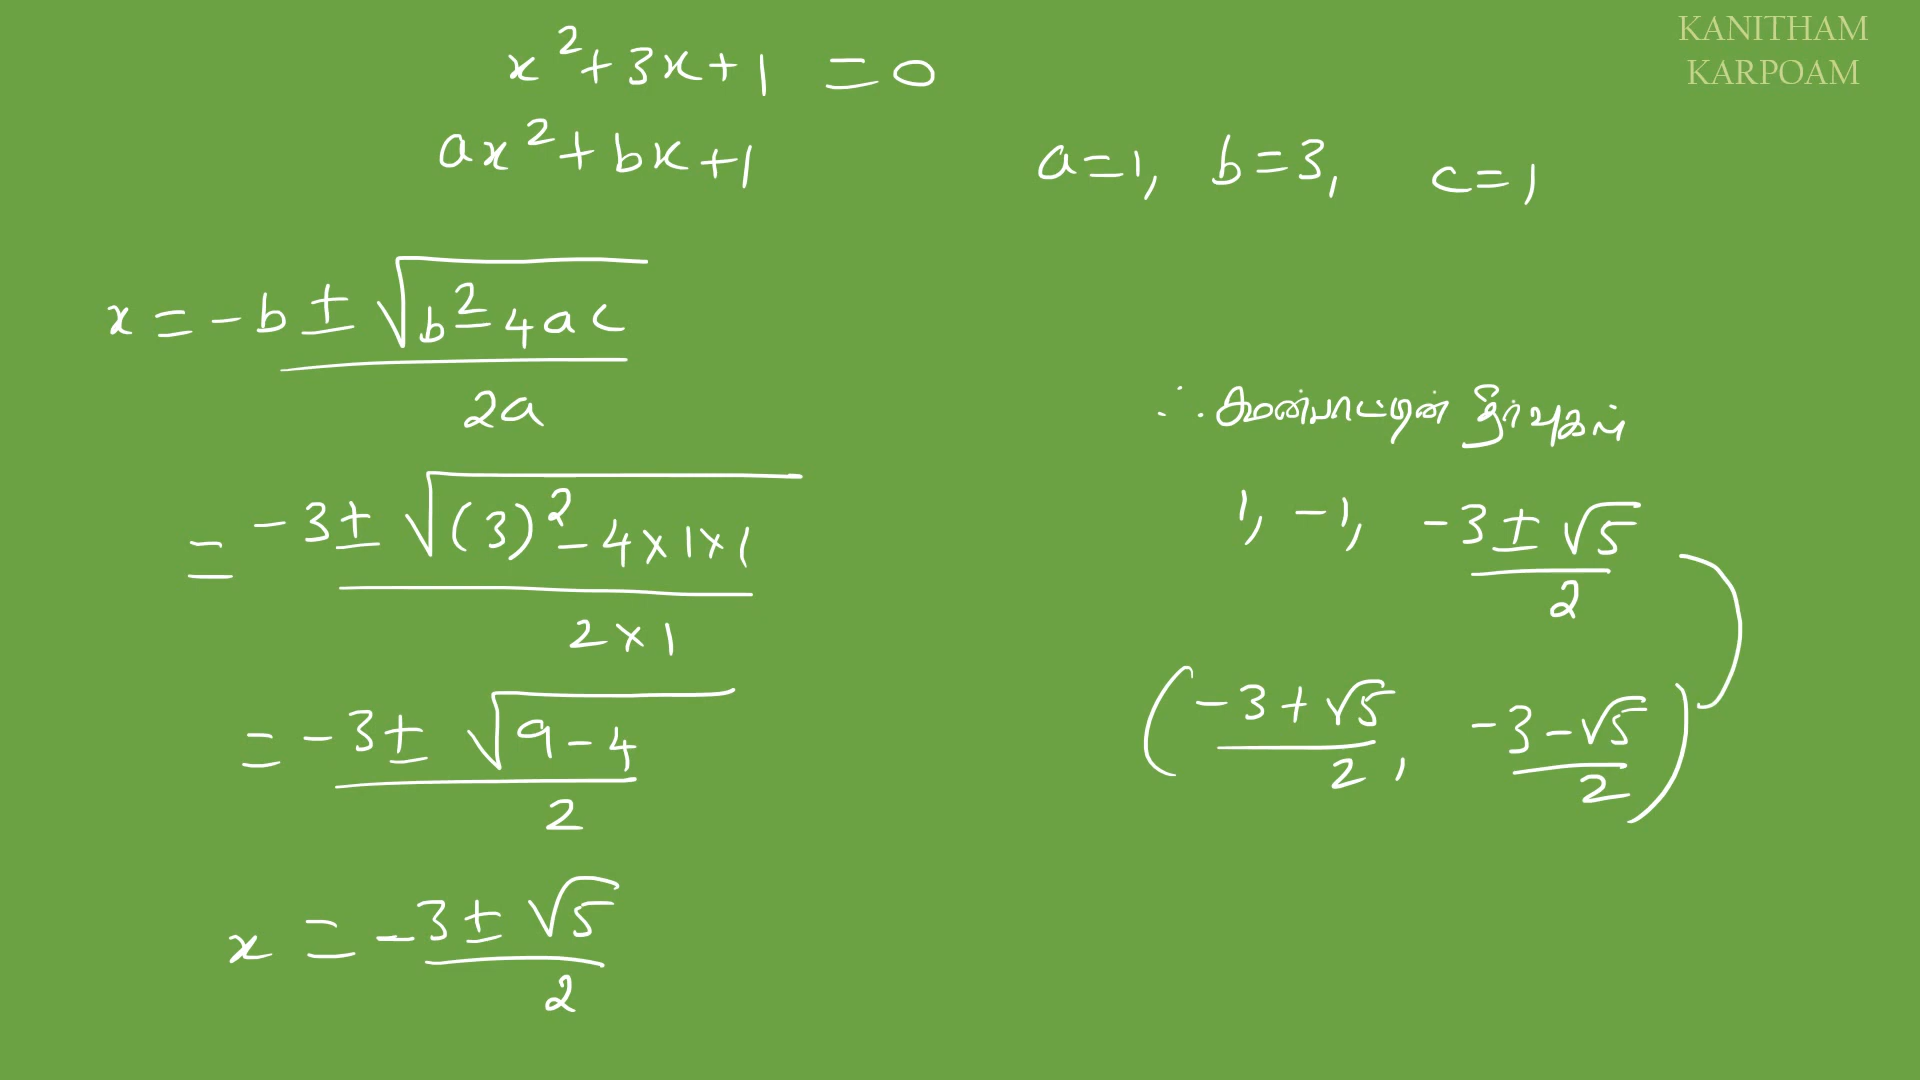 KANITHAM
KARPOAM
x² + 3x + 1 = 0
ax² + bx + 1
a = 1, b = 3, c = 1
x = -b ± √(b² - 4ac)
2a
= -3 ± √((3)² - 4 × 1 × 1)
2 × 1
= -3 ± √(9 - 4)
2
x = -3 ± √5
2
∴ சமன்பாட்டின் தீர்வுகள்
1, -1, -3 ± √5
2
(-3 + √5
2, -3 - √5
2)